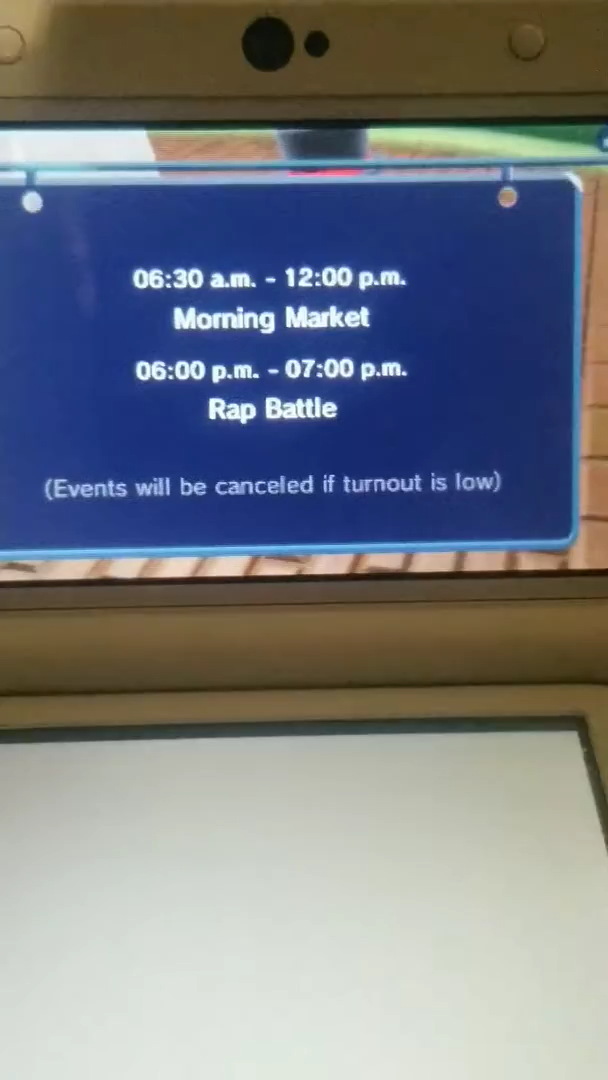 06:30 a.m. - 12:00 p.m.
Morning Market
06:00 p.m. - 07:00 p.m.
Rap Battle
(Events will be canceled if turnout is low)